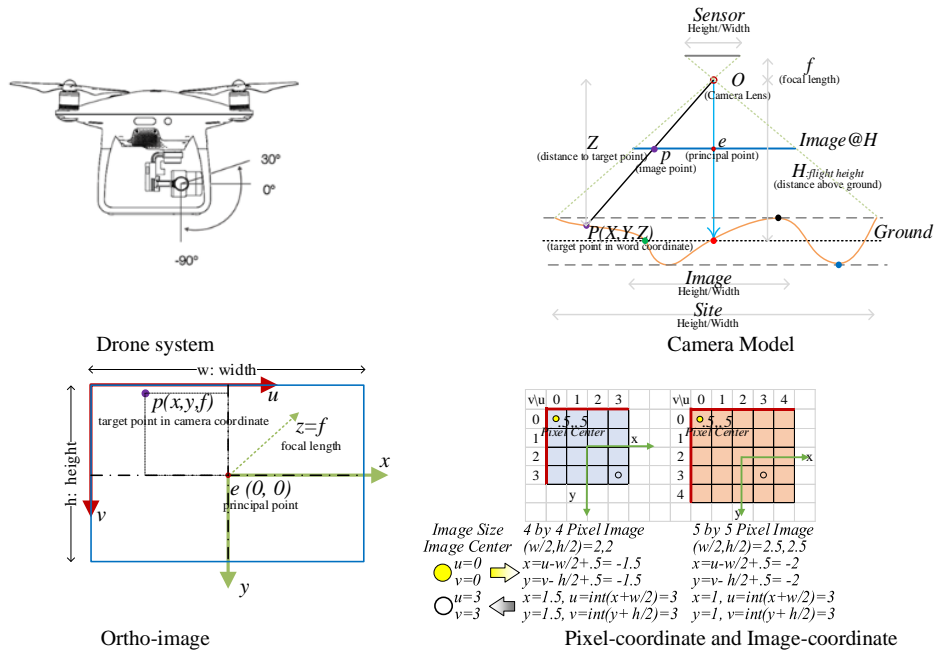 30°
0°
-90°
Drone system
Sensor
Height/Width
f
(focal length)
O
(Camera Lens)
Z
(distance to target point)
e
(principal point)
Image@H
p
(image point)
H:flight height
(distance above ground)
P(X,Y,Z)
(target point in word coordinate)
Ground
Image
Height/Width
Site
Height/Width
Camera Model
w: width
u
p(x,y,f)
target point in camera coordinate
z=f
focal length
h: height
x
e (0, 0)
principal point
v
y
Ortho-image
v\u 0 1 2 3
0 .5,.5
Pixel Center
1 x
2
3
y
v\u 0 1 2 3 4
0 .5,.5
Pixel Center
1
2 x
3
4
y
Image Size 4 by 4 Pixel Image 5 by 5 Pixel Image
Image Center (w/2,h/2)=2,2 (w/2,h/2)=2.5,2.5
u=0 x=u-w/2+.5= -1.5 x=u-w/2+.5= -2
v=0 y=v- h/2+.5= -1.5 y=v- h/2+.5= -2
u=3 x=1.5, u=int(x+w/2)=3 x=1, u=int(x+w/2)=3
v=3 y=1.5, v=int(y+ h/2)=3 y=1, v=int(y+ h/2)=3
Pixel-coordinate and Image-coordinate